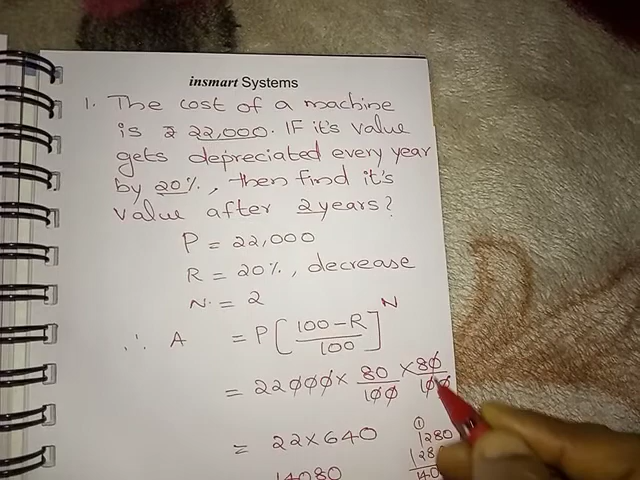 insmart Systems
1. The cost of a machine
is ₹ 22,000. IF it's value
gets depreciated every year
by 20%, then find it's
value after 2 years?
P = 22,000
R = 20%, decrease
N = 2
∴ A = P[100-R/100]^N
= 22000 × 80/100 × 80/100
= 22×640
14080
1
1280